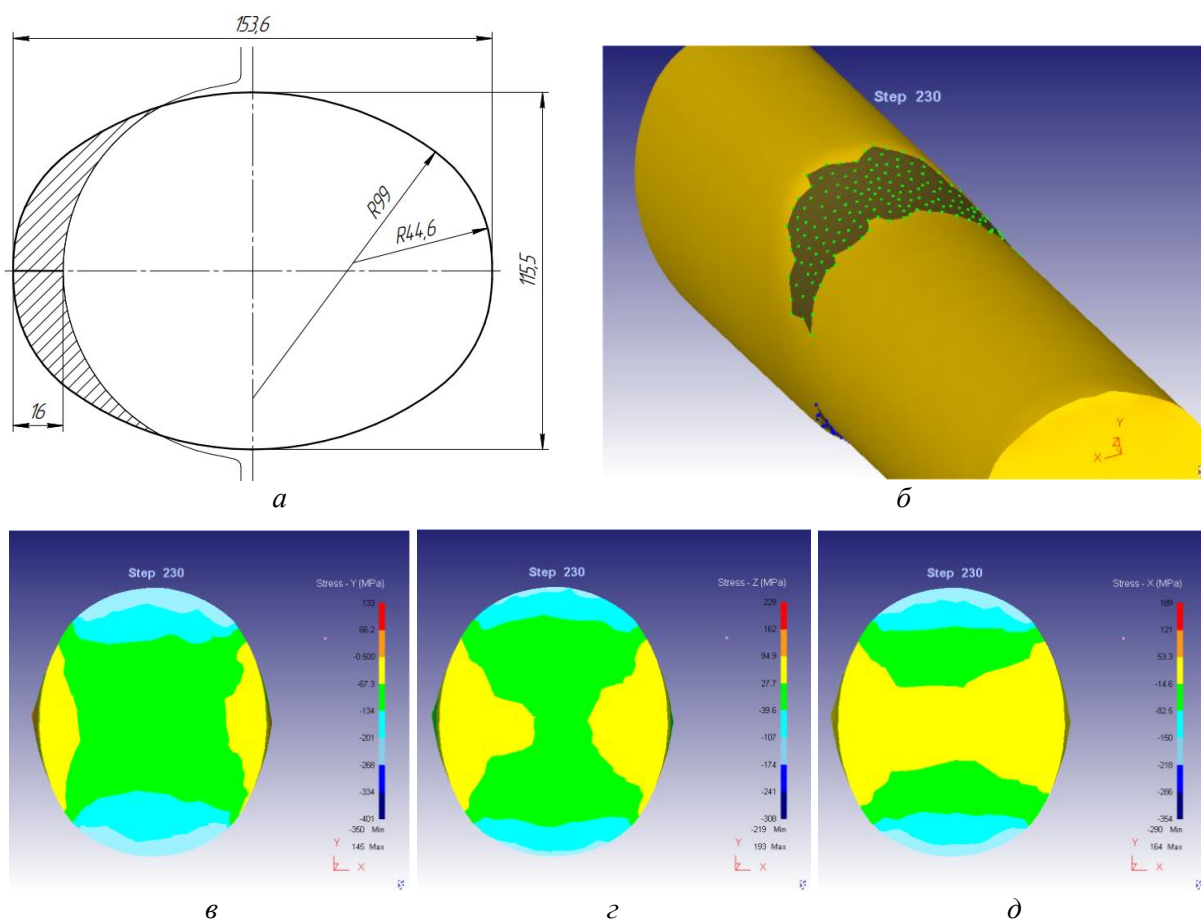 153,6
R99
R44,6
115,5
16
а
Step 230
Y
Z
X
б
Step 230
Stress - Y (MPa)
133
66.2
-0.500
-67.3
-134
-201
-268
-334
-401
-350 Min
145 Max
Y
Z X
в
Step 230
Stress - Z (MPa)
229
162
94.9
27.7
-39.6
-107
-174
-241
-308
-219 Min
193 Max
Y
Z X
г
Step 230
Stress - X (MPa)
189
121
53.3
-14.6
-82.5
-150
-218
-286
-354
-290 Min
164 Max
Y
Z X
д